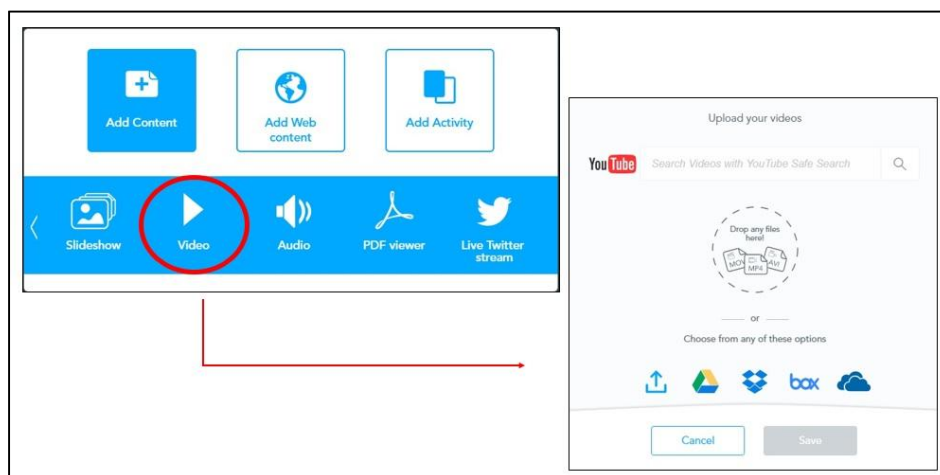 Add Content
Add Web
content
Add Activity
Slideshow
Video
Audio
PDF viewer
Live Twitter
stream
Upload your videos
YouTube
Search Videos with YouTube Safe Search
Drop any files
here!
MOV
MP4
AVI
or
Choose from any of these options
box
Cancel
Save